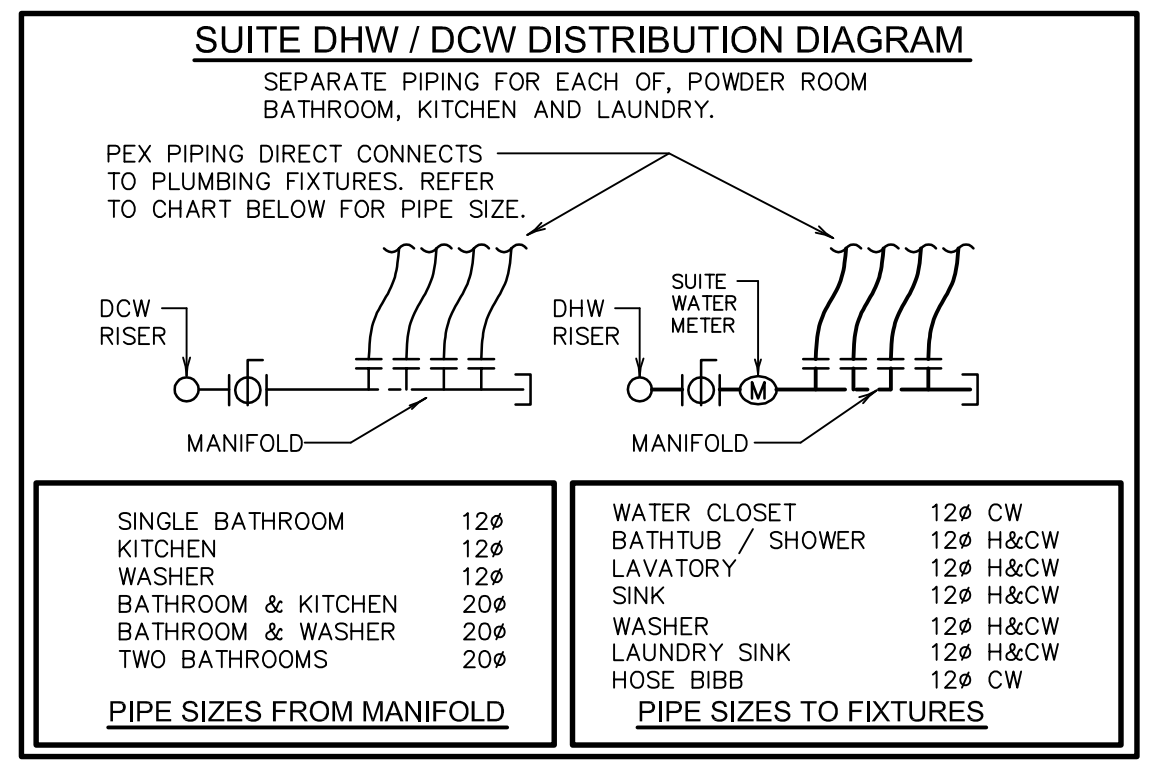 SUITE DHW / DCW DISTRIBUTION DIAGRAM
SEPARATE PIPING FOR EACH OF, POWDER ROOM
BATHROOM, KITCHEN AND LAUNDRY.
PEX PIPING DIRECT CONNECTS
TO PLUMBING FIXTURES. REFER
TO CHART BELOW FOR PIPE SIZE.
DCW
RISER
MANIFOLD
DHW
RISER
SUITE
WATER
METER
M
MANIFOLD
SINGLE BATHROOM 12ø
KITCHEN 12ø
WASHER 12ø
BATHROOM & KITCHEN 20ø
BATHROOM & WASHER 20ø
TWO BATHROOMS 20ø
PIPE SIZES FROM MANIFOLD
WATER CLOSET 12ø CW
BATHTUB / SHOWER 12ø H&CW
LAVATORY 12ø H&CW
SINK 12ø H&CW
WASHER 12ø H&CW
LAUNDRY SINK 12ø H&CW
HOSE BIBB 12ø CW
PIPE SIZES TO FIXTURES